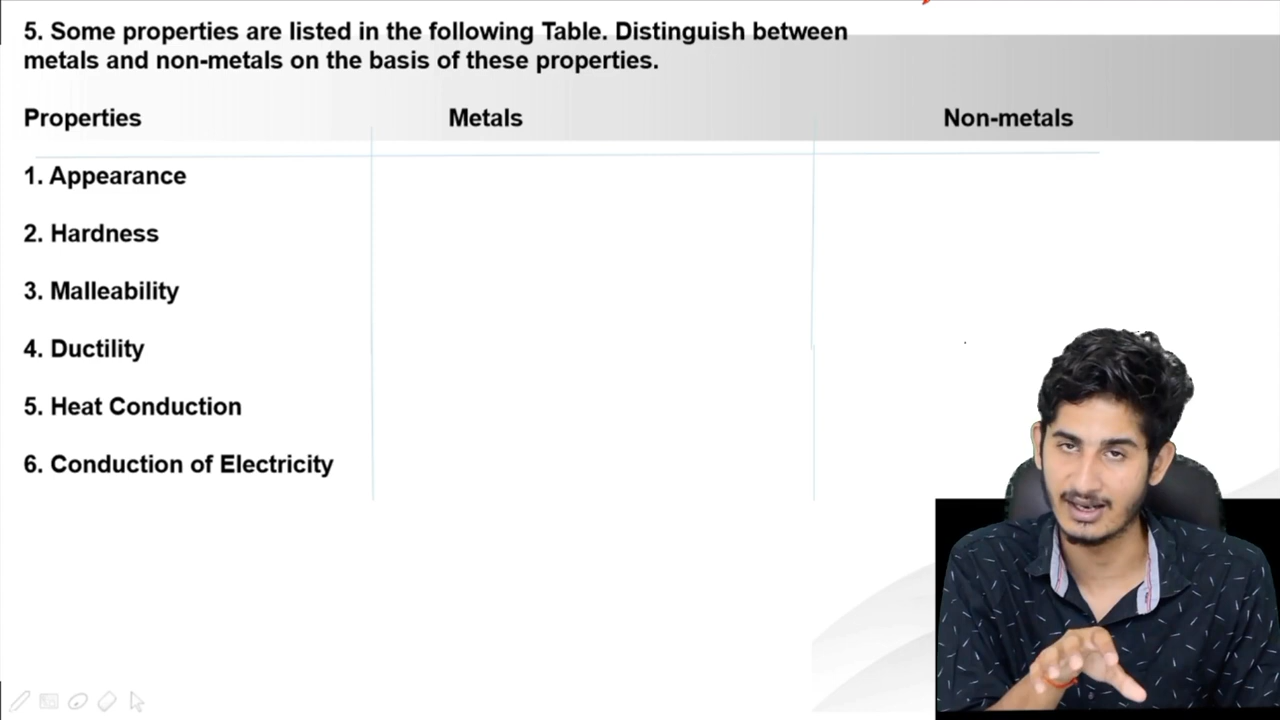 5. Some properties are listed in the following Table. Distinguish between
metals and non-metals on the basis of these properties.
Properties Metals Non-metals
1. Appearance
2. Hardness
3. Malleability
4. Ductility
5. Heat Conduction
6. Conduction of Electricity